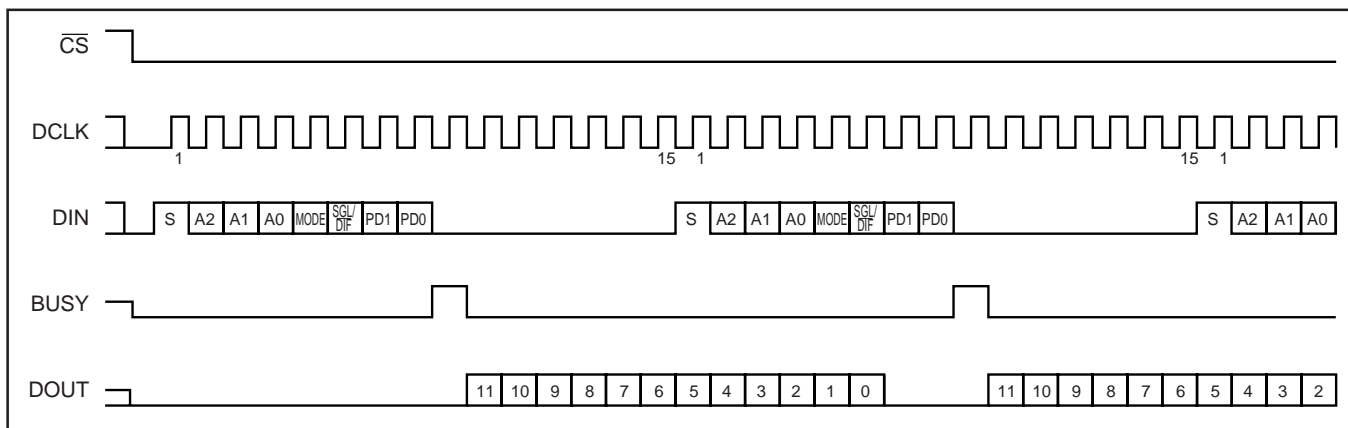 CS
DCLK
1 15 1 15 1
DIN S A2 A1 A0 MODE SGL/DIF PD1 PD0 S A2 A1 A0 MODE SGL/DIF PD1 PD0 S A2 A1 A0
BUSY
DOUT 11 10 9 8 7 6 5 4 3 2 1 0 11 10 9 8 7 6 5 4 3 2